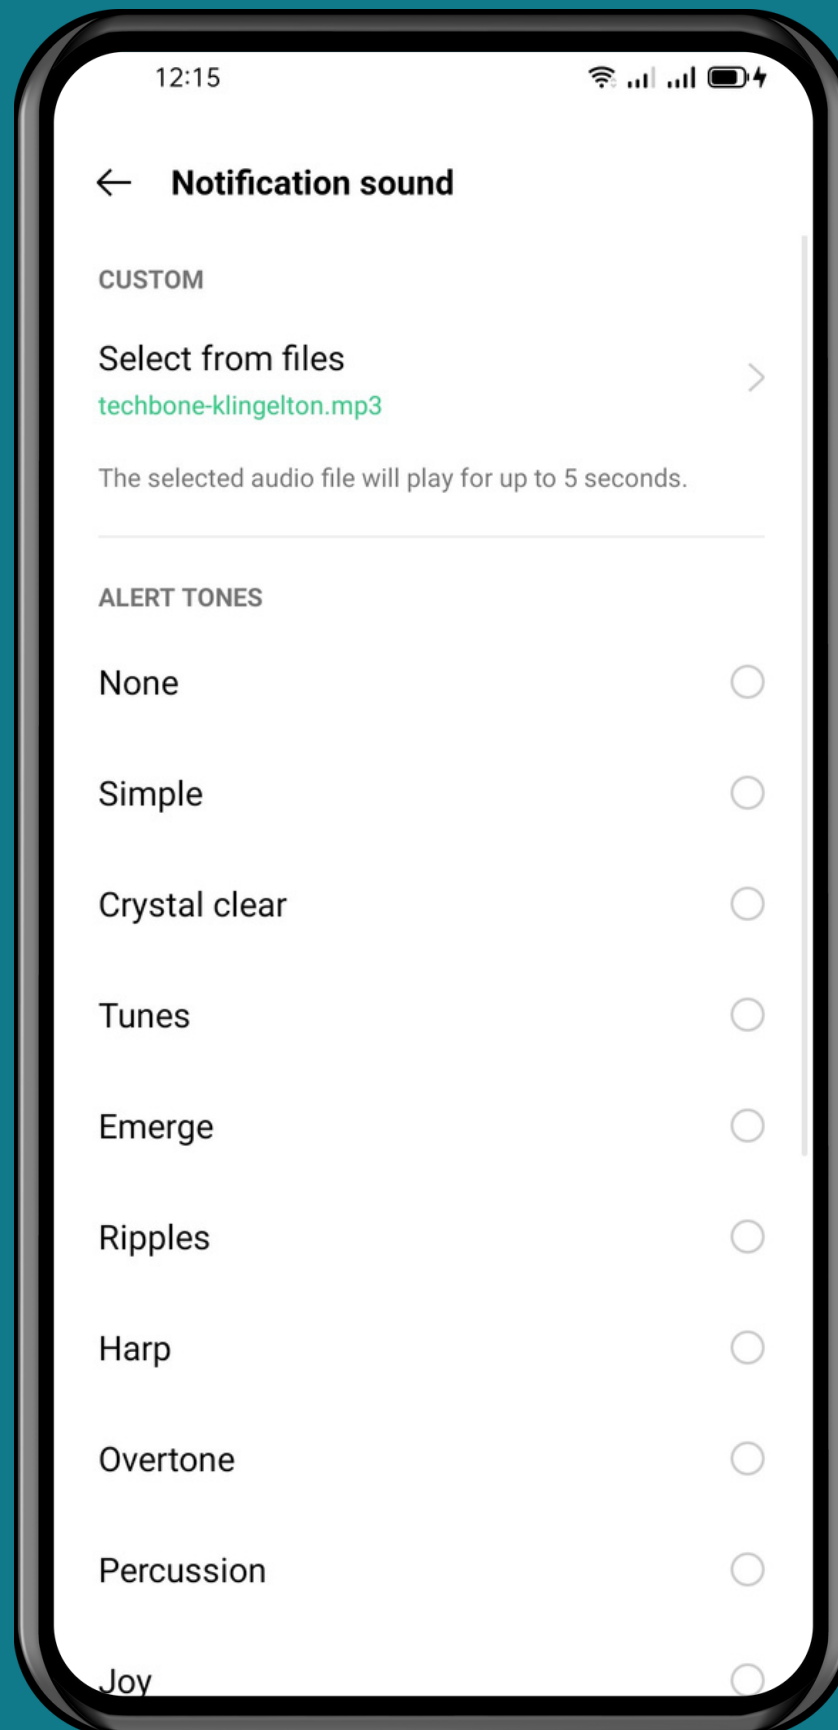 12:15
Notification sound
CUSTOM
Select from files
techbone-klingelton.mp3
The selected audio file will play for up to 5 seconds.
ALERT TONES
None
Simple
Crystal clear
Tunes
Emerge
Ripples
Harp
Overtone
Percussion
Joy